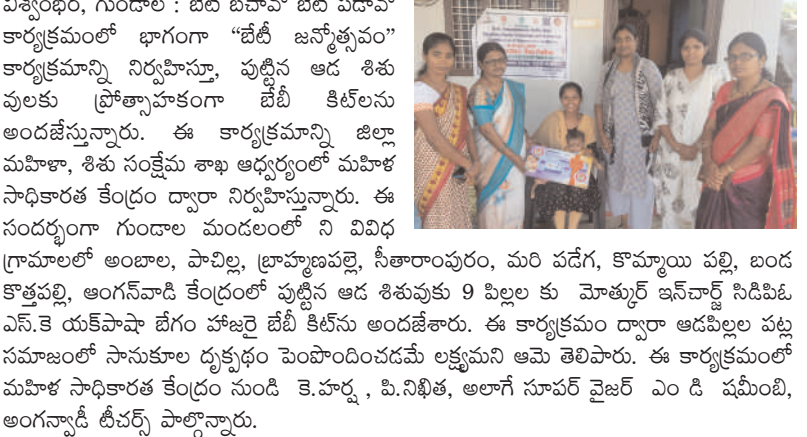 విశ్వంభర, గుండాల : బేటి బచావో బేటి పడావో
కార్యక్రమంలో భాగంగా “బేటీ జన్మోత్సవం”
కార్యక్రమాన్ని నిర్వహిస్తూ, పుట్టిన ఆడ శిశు
వులకు ప్రోత్సాహకంగా బేబీ కిట్‌లను
అందజేస్తున్నారు. ఈ కార్యక్రమాన్ని జిల్లా
మహిళా, శిశు సంక్షేమ శాఖ ఆధ్వర్యంలో మహిళ
సాధికారత కేంద్రం ద్వారా నిర్వహిస్తున్నారు. ఈ
సందర్భంగా గుండాల మండలంలో ని వివిధ
గ్రామాలలో అంబాల, పాచిల్ల, బ్రాహ్మణపల్లె, సీతారాంపురం, మరి పడేగ, కొమ్మాయి పల్లి, బండ
కొత్తపల్లి, ఆంగన్‌వాడి కేంద్రంలో పుట్టిన ఆడ శిశువుకు 9 పిల్లల కు మోత్కుర్ ఇన్‌చార్జ్ సిడిపిఓ
ఎస్.కె యక్‌పాషా బేగం హాజరై బేబీ కిట్‌ను అందజేశారు. ఈ కార్యక్రమం ద్వారా ఆడపిల్లల పట్ల
సమాజంలో సానుకూల దృక్పథం పెంపొందించడమే లక్ష్యమని ఆమె తెలిపారు. ఈ కార్యక్రమంలో
మహిళ సాధికారత కేంద్రం నుండి కె.హర్ష , పి.నిఖిత, అలాగే సూపర్ వైజర్ ఎం డి షమీంబి,
అంగన్వాడీ టీచర్స్ పాల్గొన్నారు.